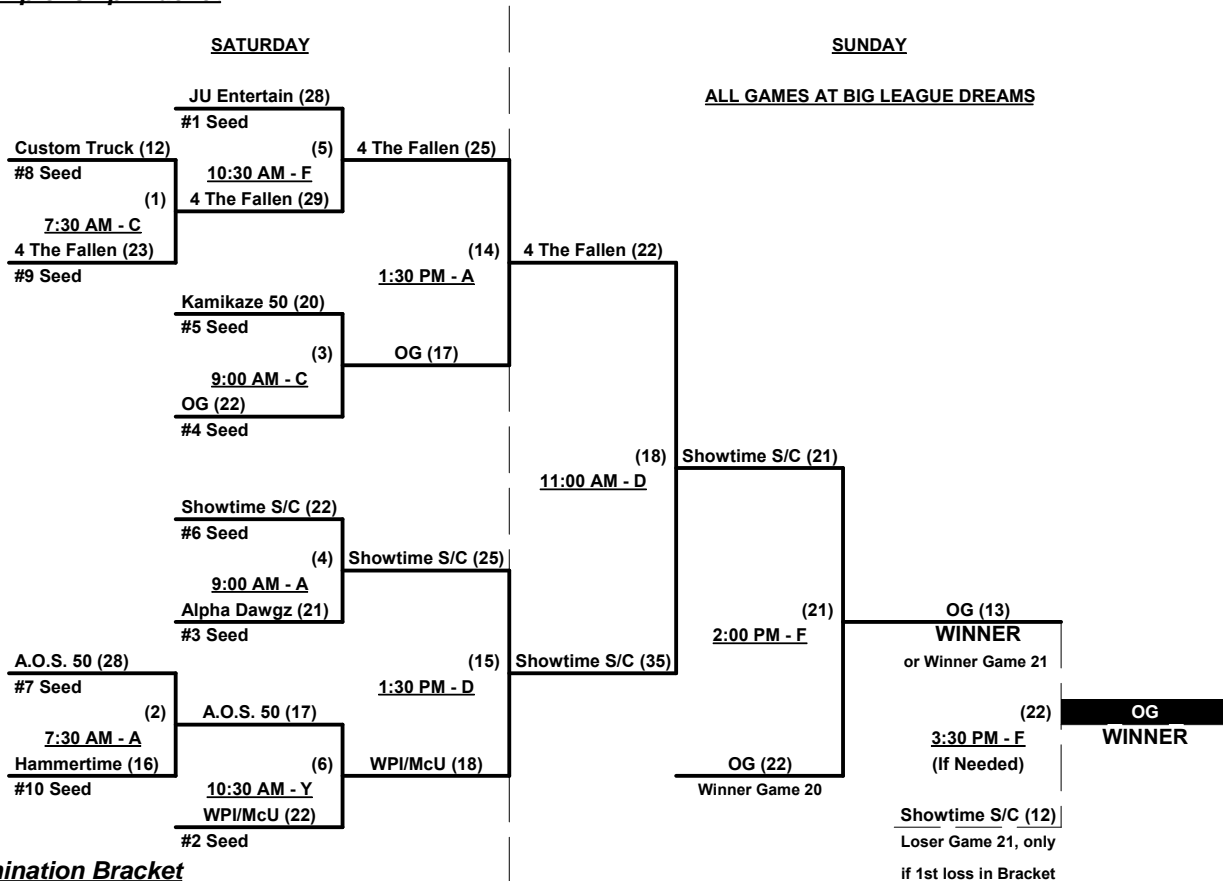 SATURDAY
SUNDAY
ALL GAMES AT BIG LEAGUE DREAMS
JU Entertain (28)
#1 Seed
Custom Truck (12)
#8 Seed
(5)
10:30 AM - F
4 The Fallen (25)
(1)
7:30 AM - C
4 The Fallen (29)
4 The Fallen (23)
#9 Seed
(14)
1:30 PM - A
4 The Fallen (22)
Kamikaze 50 (20)
#5 Seed
(3)
9:00 AM - C
OG (17)
OG (22)
#4 Seed
(18)
11:00 AM - D
Showtime S/C (21)
Showtime S/C (22)
#6 Seed
(4)
9:00 AM - A
Showtime S/C (25)
Alpha Dawgz (21)
#3 Seed
(21)
2:00 PM - F
OG (13)
WINNER
or Winner Game 21
A.O.S. 50 (28)
#7 Seed
(15)
1:30 PM - D
Showtime S/C (35)
(2)
7:30 AM - A
A.O.S. 50 (17)
(22)
3:30 PM - F
(If Needed)
OG
WINNER
Hammertime (16)
#10 Seed
(6)
10:30 AM - Y
WPI/McU (18)
OG (22)
Winner Game 20
WPI/McU (22)
#2 Seed
Showtime S/C (12)
Loser Game 21, only
if 1st loss in Bracket
mination Bracket